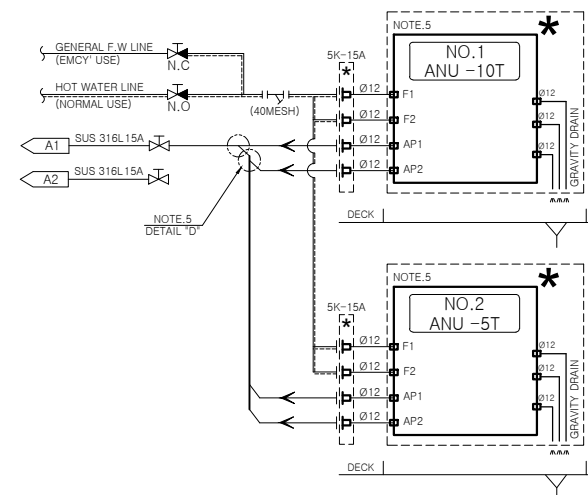 GENERAL F.W LINE
(EMCY' USE)
N.C
HOT WATER LINE
(NORMAL USE)
N.O
(40MESH)
5K-15A
*
NOTE.5
*
NO.1
ANU -10T
Ø12
F1
Ø12
F2
Ø12
AP1
Ø12
AP2
Ø12
Ø12
Ø12
GRAVITY DRAIN
A1
SUS 316L15A
A2
SUS 316L15A
NOTE.5
DETAIL "D"
DECK
5K-15A
*
NOTE.5
*
NO.2
ANU -5T
Ø12
F1
Ø12
F2
Ø12
AP1
Ø12
AP2
Ø12
Ø12
Ø12
GRAVITY DRAIN
DECK